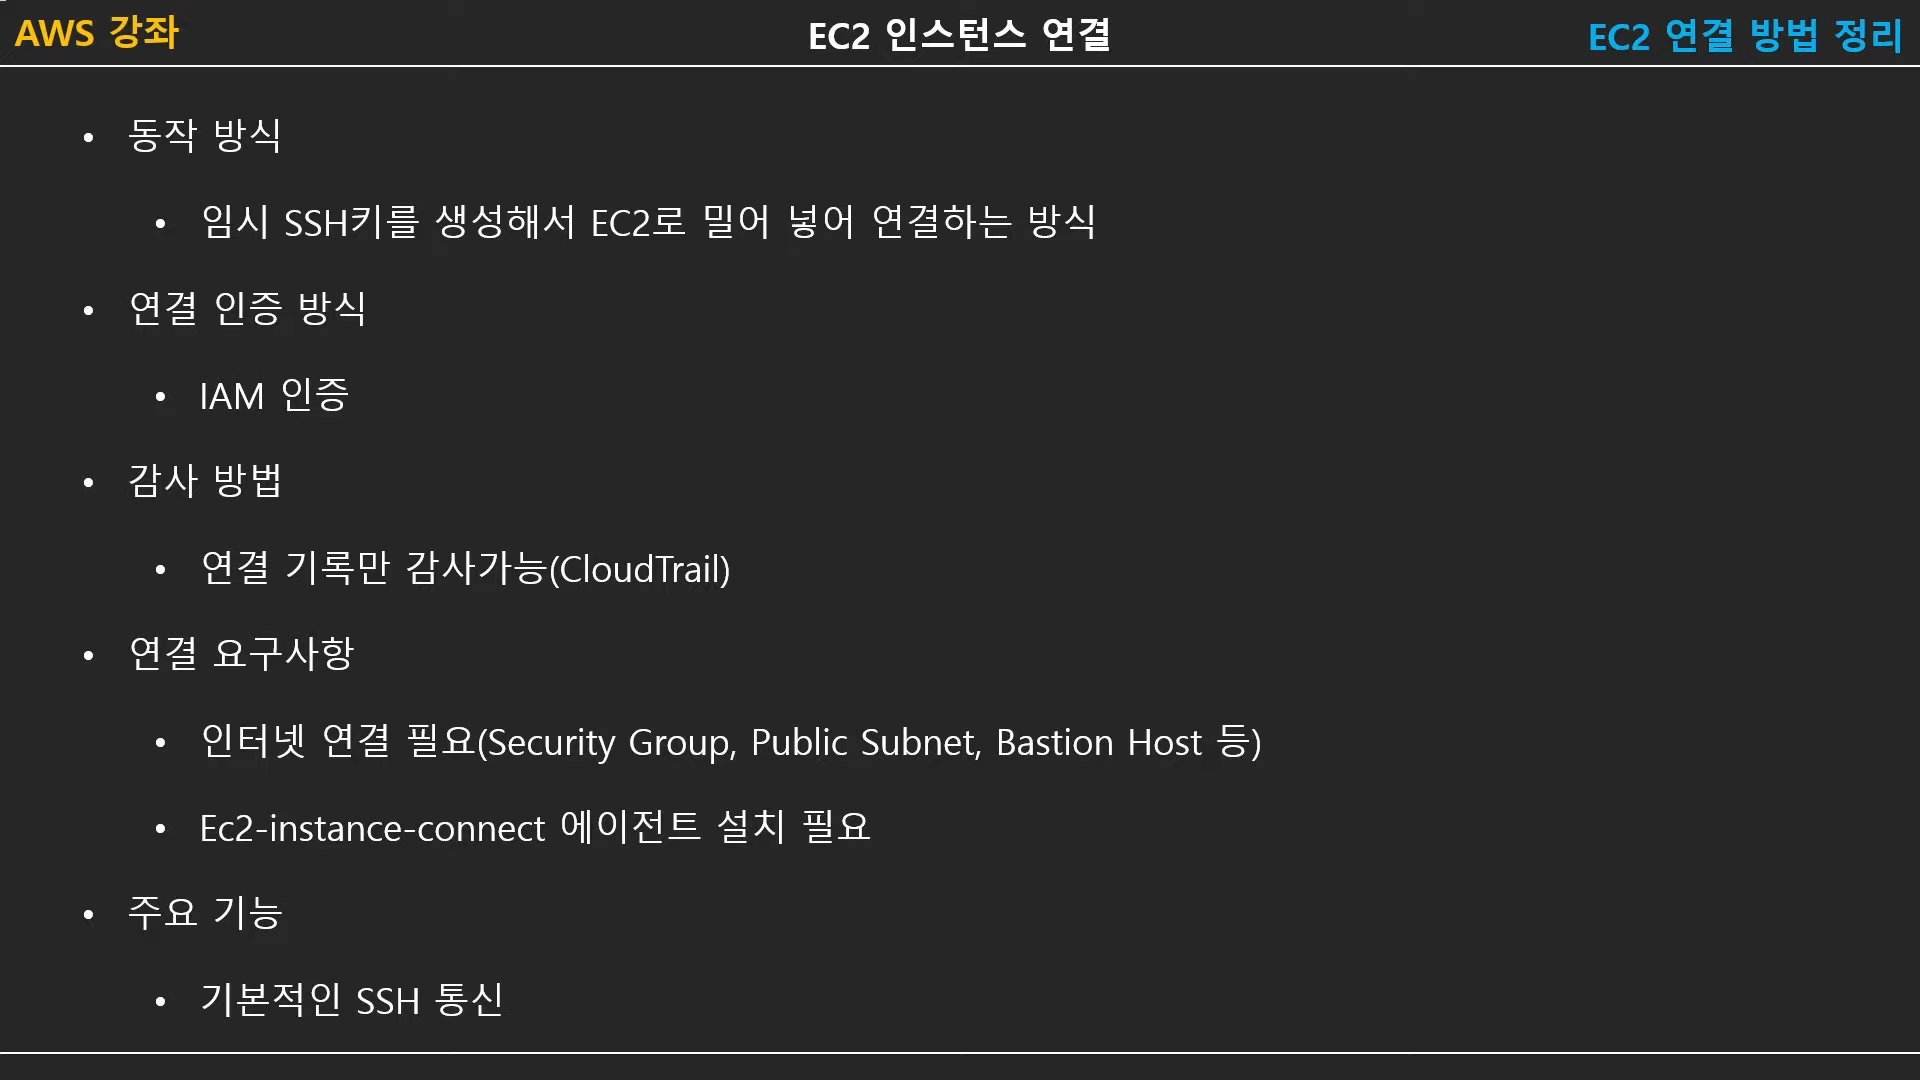 AWS 강좌
EC2 인스턴스 연결
EC2 연결 방법 정리
• 동작 방식
• 임시 SSH키를 생성해서 EC2로 밀어 넣어 연결하는 방식
• 연결 인증 방식
• IAM 인증
• 감사 방법
• 연결 기록만 감사가능(CloudTrail)
• 연결 요구사항
• 인터넷 연결 필요(Security Group, Public Subnet, Bastion Host 등)
• Ec2-instance-connect 에이전트 설치 필요
• 주요 기능
• 기본적인 SSH 통신